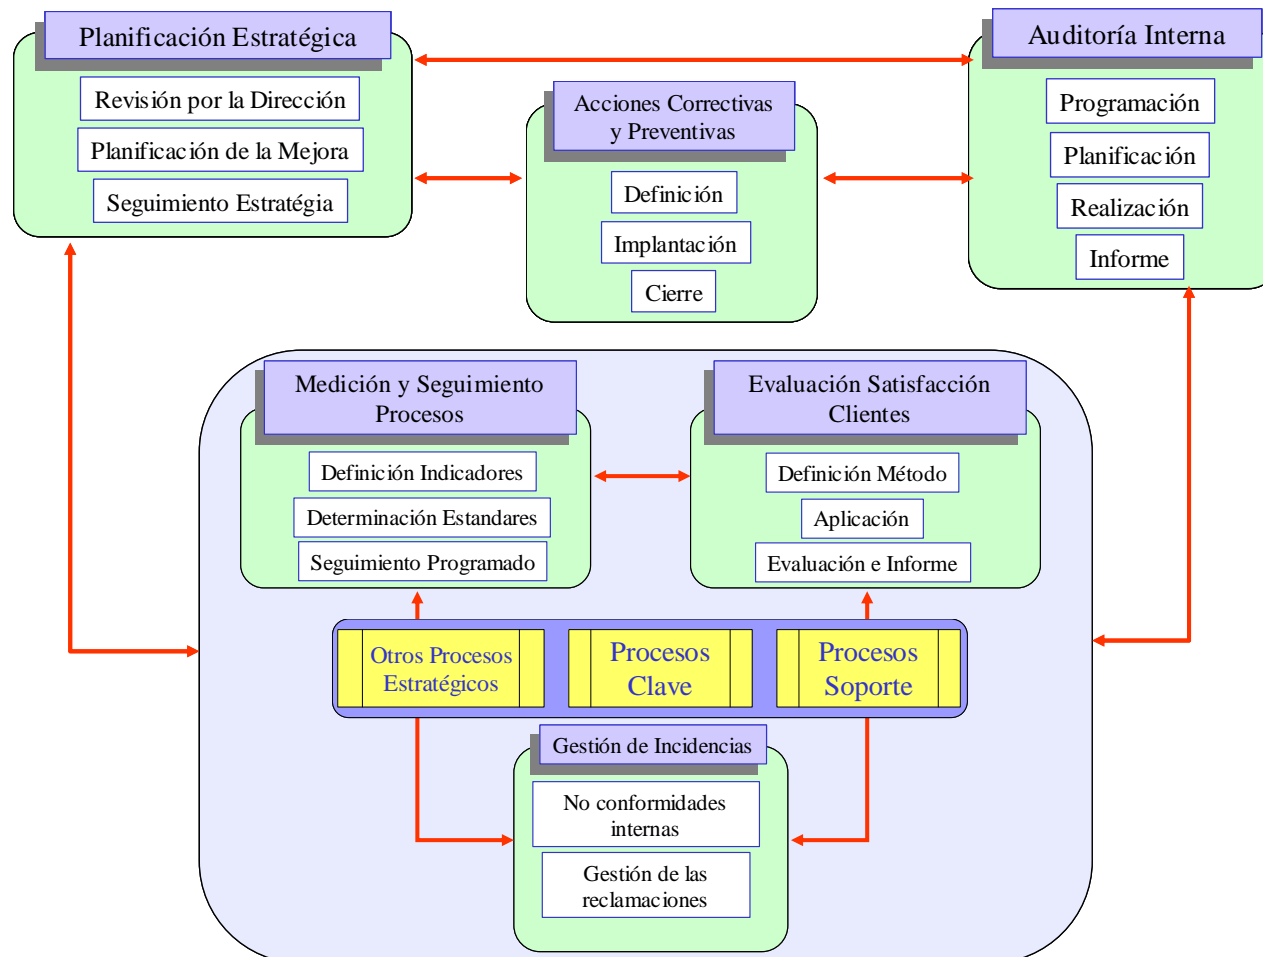 Planificación Estratégica
Revisión por la Dirección
Planificación de la Mejora
Seguimiento Estratégia
Acciones Correctivas
y Preventivas
Definición
Implantación
Cierre
Auditoría Interna
Programación
Planificación
Realización
Informe
Medición y Seguimiento
Procesos
Definición Indicadores
Determinación Estandares
Seguimiento Programado
Evaluación Satisfacción
Clientes
Definición Método
Aplicación
Evaluación e Informe
Otros Procesos
Estratégicos
Procesos
Clave
Procesos
Soporte
Gestión de Incidencias
No conformidades
internas
Gestión de las
reclamaciones